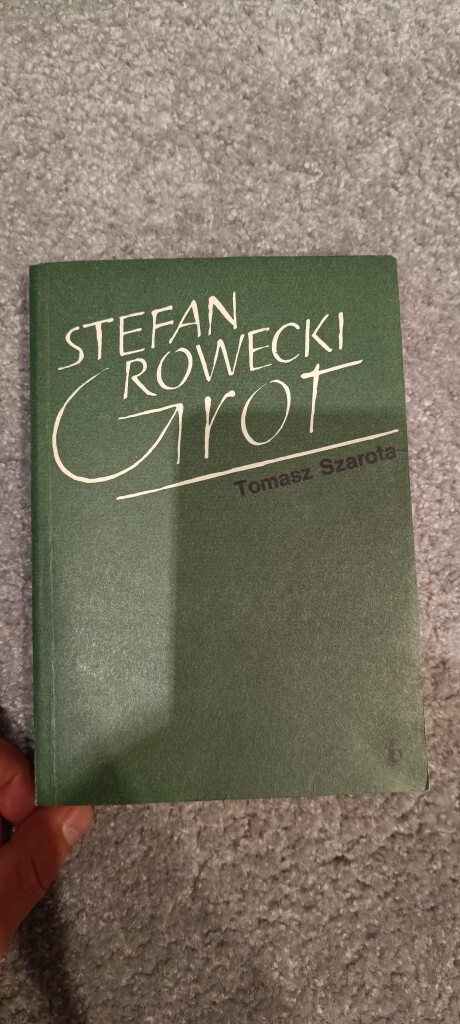 STEFAN
ROWECKI
Grot
Tomasz Szarota